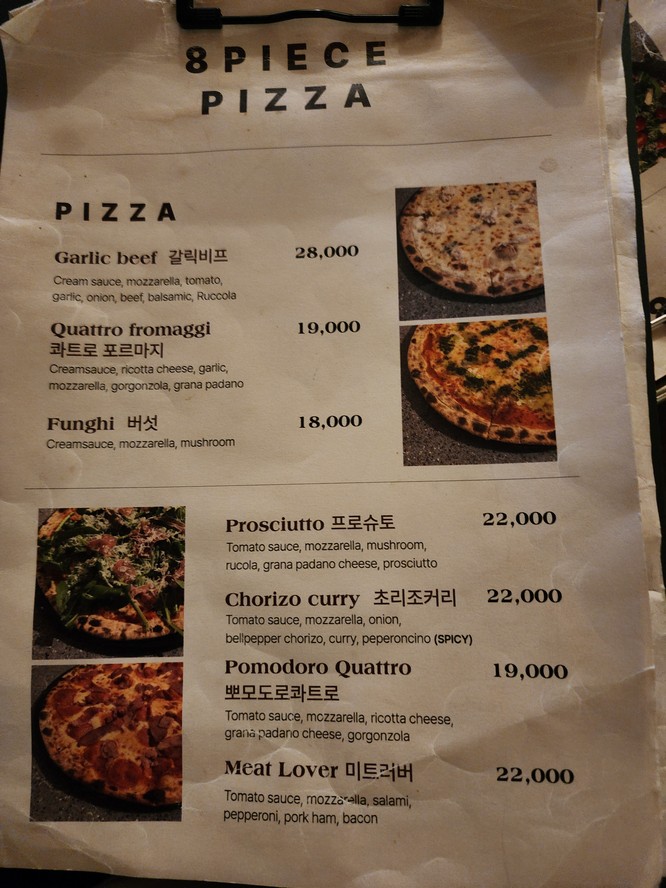 8PIECE
PIZZA
PIZZA
Garlic beef 갈릭비프 28,000
Cream sauce, mozzarella, tomato,
garlic, onion, beef, balsamic, Ruccola
Quattro fromaggi 19,000
콰트로 포르마지
Creamsauce, ricotta cheese, garlic,
mozzarella, gorgonzola, grana padano
Funghi 버섯 18,000
Creamsauce, mozzarella, mushroom
Prosciutto 프로슈토 22,000
Tomato sauce, mozzarella, mushroom,
rucola, grana padano cheese, prosciutto
Chorizo curry 초리조커리 22,000
Tomato sauce, mozzarella, onion,
bellpepper chorizo, curry, peperoncino (SPICY)
Pomodoro Quattro 19,000
뽀모도로콰트로
Tomato sauce, mozzarella, ricotta cheese,
grana padano cheese, gorgonzola
Meat Lover 미트러버 22,000
Tomato sauce, mozzarella, salami,
pepperoni, pork ham, bacon